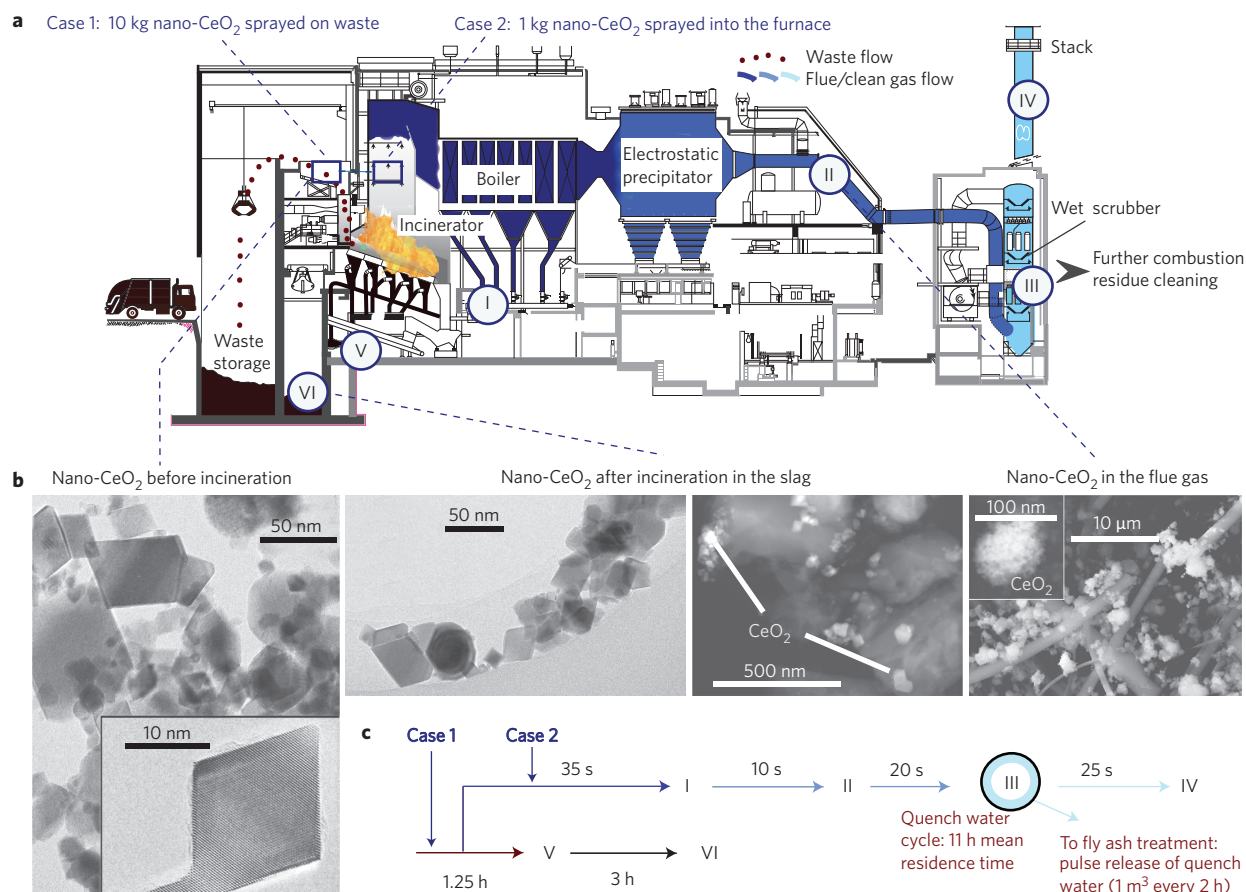 a
Case 1: 10 kg nano-CeO2 sprayed on waste
Case 2: 1 kg nano-CeO2 sprayed into the furnace
Waste flow
Flue/clean gas flow
Stack
IV
Electrostatic
precipitator
Boiler
II
Incinerator
Wet scrubber
Further combustion
residue cleaning
III
I
Waste
storage
V
VI
b
Nano-CeO2 before incineration
Nano-CeO2 after incineration in the slag
Nano-CeO2 in the flue gas
50 nm
10 nm
50 nm
CeO2
500 nm
100 nm
CeO2
10 µm
c
Case 1
Case 2
35 s
I
10 s
II
20 s
III
25 s
IV
Quench water
cycle: 11 h mean
residence time
To fly ash treatment:
pulse release of quench
water (1 m3 every 2 h)
1.25 h
V
3 h
VI